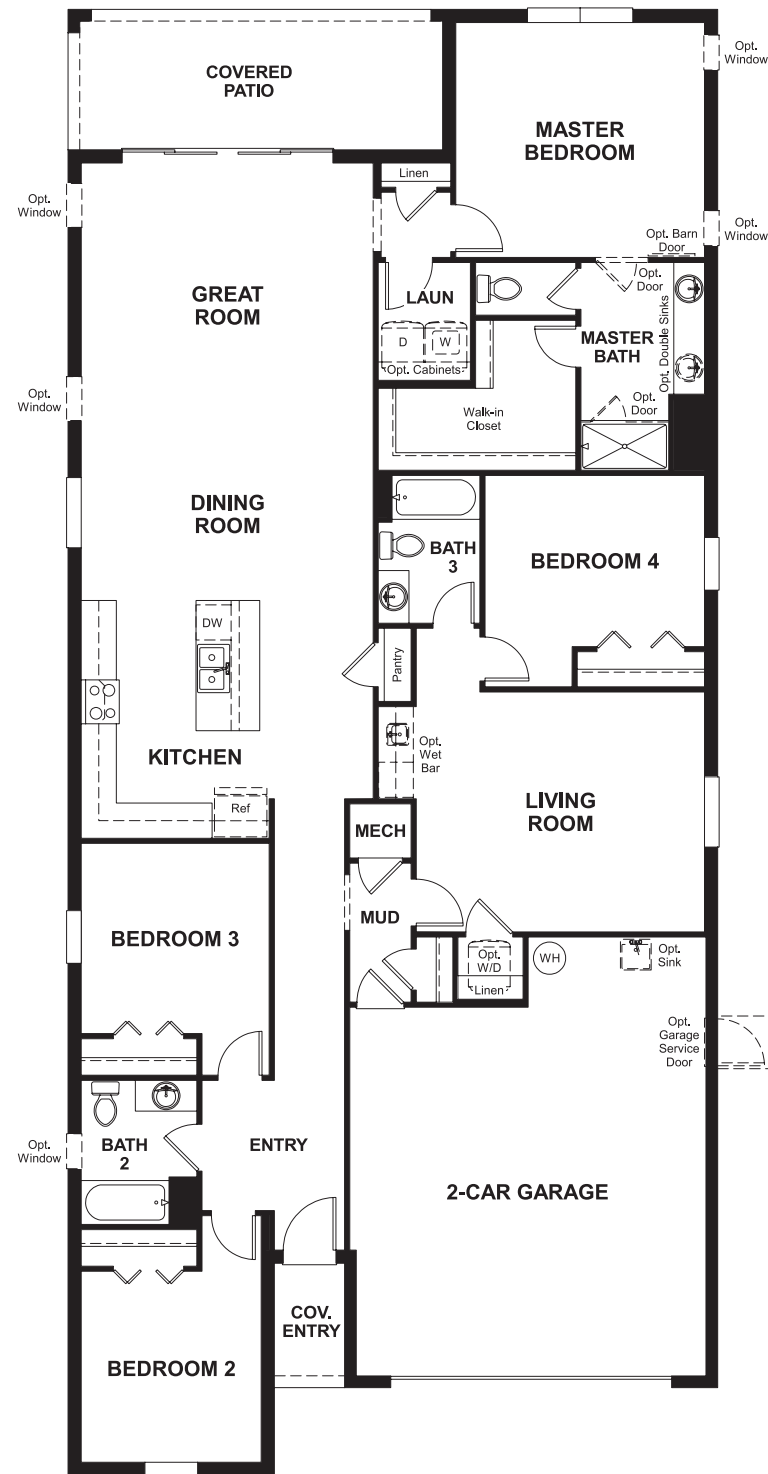 COVERED
PATIO
Opt.
Window
MASTER
BEDROOM
Linen
Opt.
Window
Opt. Barn
Door
Opt.
Window
GREAT
ROOM
LAUN
Opt.
Door
D
W
Opt. Cabinets
MASTER
BATH
Opt. Double Sinks
Opt.
Window
Walk-in
Closet
Opt.
Door
DINING
ROOM
BATH
3
BEDROOM 4
DW
Pantry
KITCHEN
Opt.
Wet
Bar
Ref
LIVING
ROOM
MECH
MUD
BEDROOM 3
Opt.
W/D
Linen
WH
Opt.
Sink
Opt.
Garage
Service
Door
Opt.
Window
BATH
2
ENTRY
2-CAR GARAGE
COV.
ENTRY
BEDROOM 2